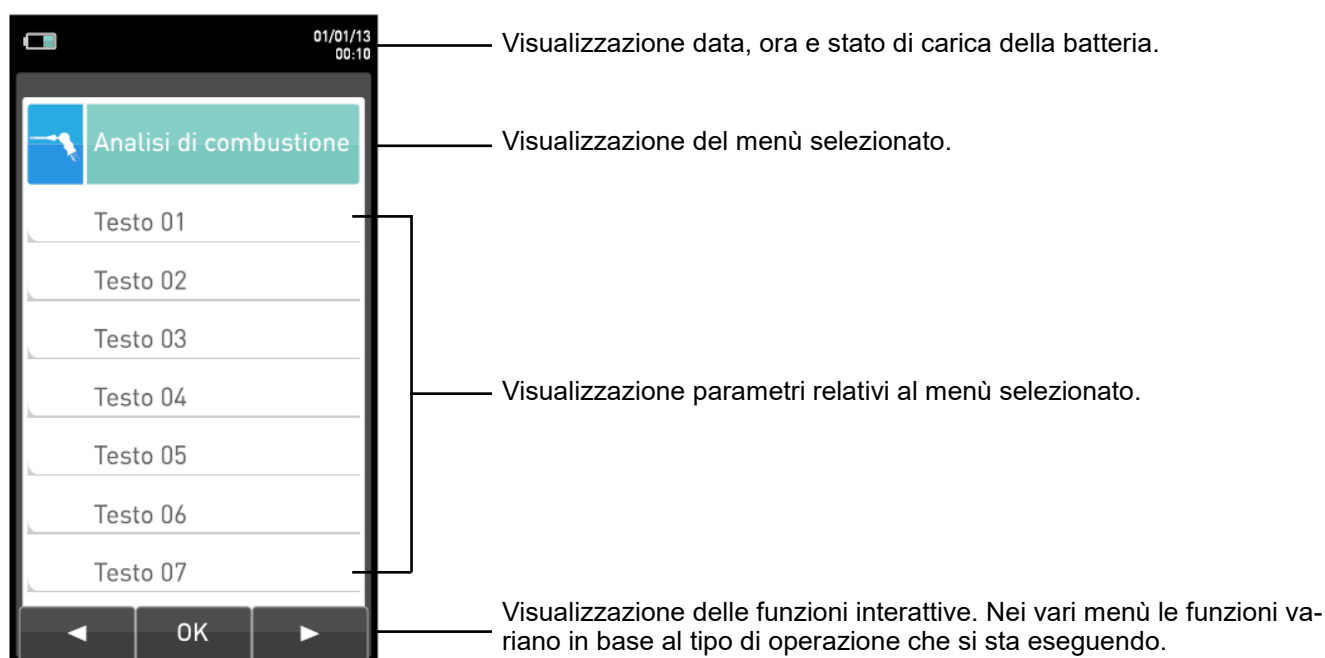 01/01/13
00:10
Visualizzazione data, ora e stato di carica della batteria.
Analisi di combustione
Visualizzazione del menù selezionato.
Testo 01
Testo 02
Testo 03
Testo 04
Visualizzazione parametri relativi al menù selezionato.
Testo 05
Testo 06
Testo 07
◄ OK ►
Visualizzazione delle funzioni interattive. Nei vari menù le funzioni va-
riano in base al tipo di operazione che si sta eseguendo.